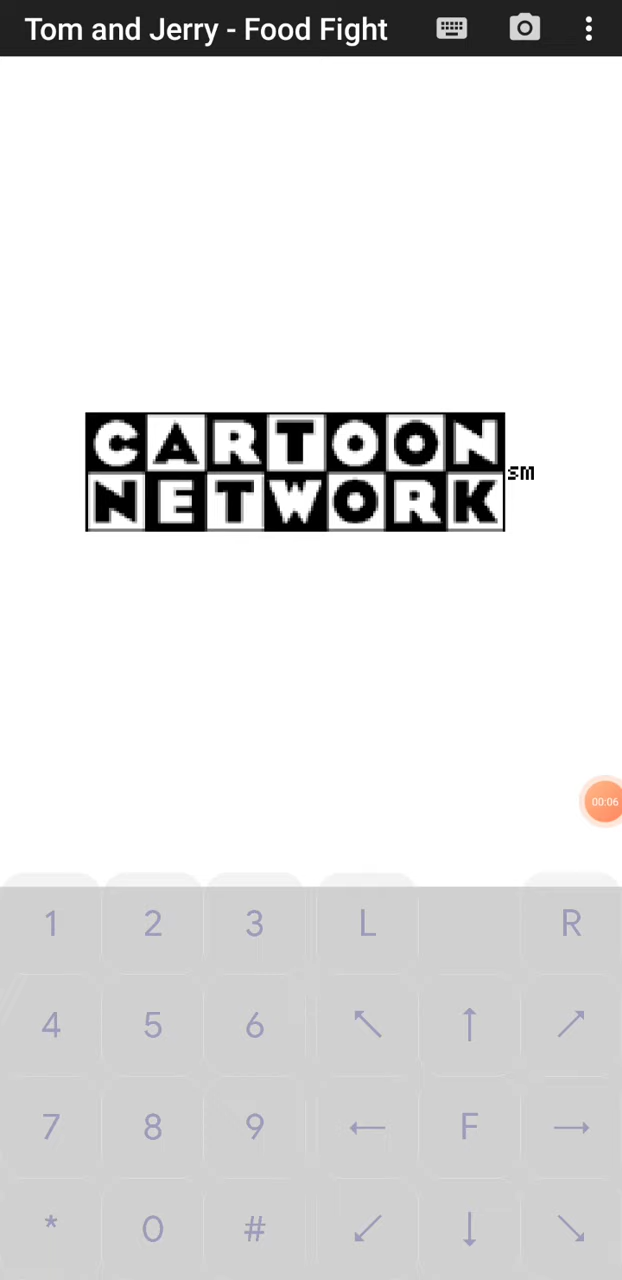 Tom and Jerry - Food Fight
CARTOON
NETWORK SM
00:06
1 2 3 L R
4 5 6 ↖ ↑ ↗
7 8 9 ← F →
* 0 # ↙ ↓ ↘